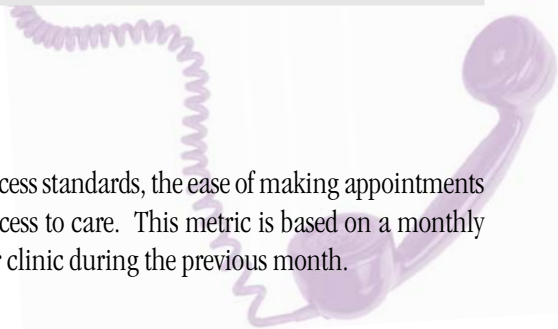 cess standards, the ease of making appointments
cess to care. This metric is based on a monthly
clinic during the previous month.